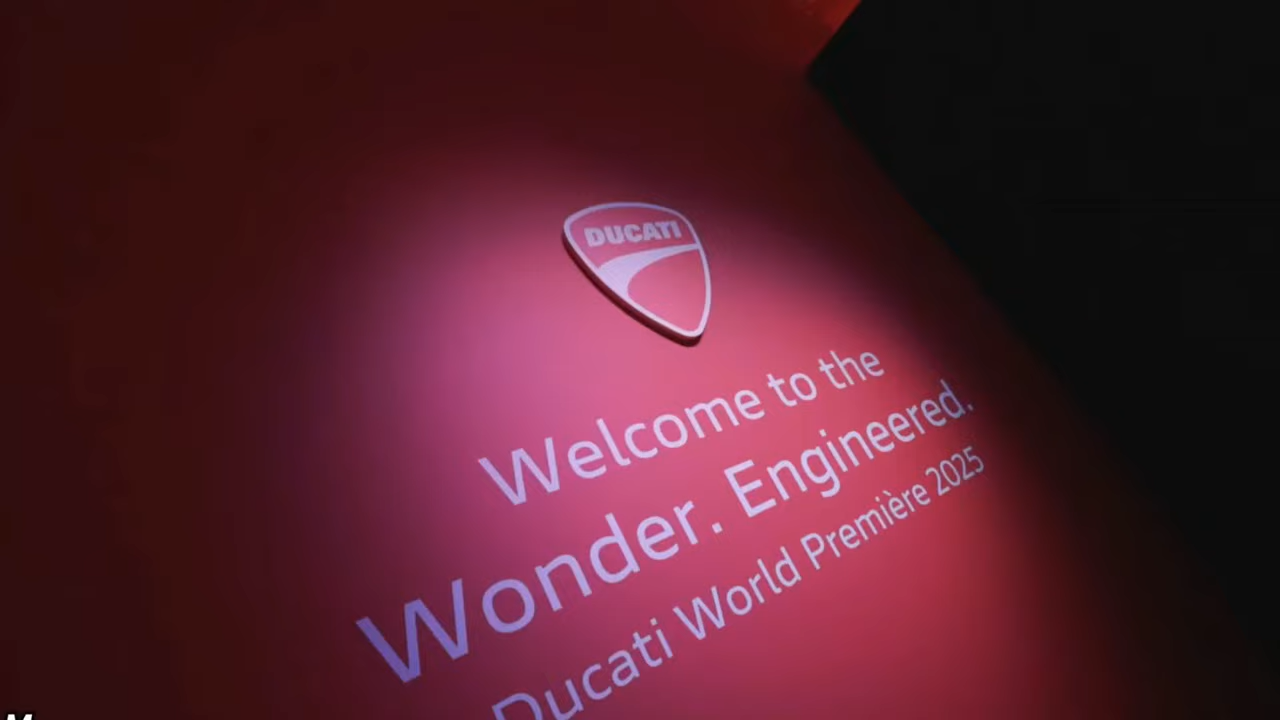 DUCATI
Welcome to the
Wonder. Engineered.
Ducati World Première 2025
M